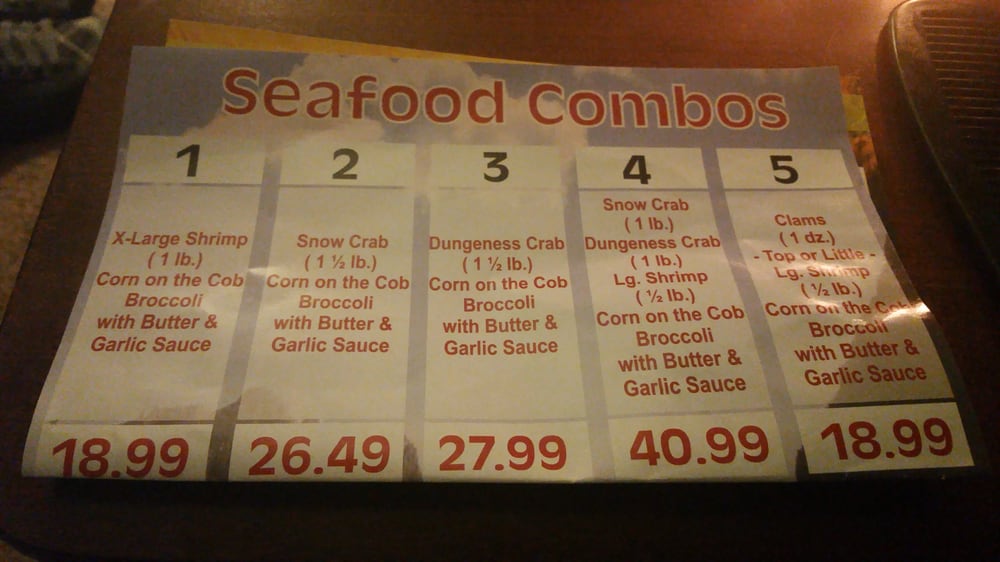 Seafood Combos
1
X-Large Shrimp
( 1 lb.)
Corn on the Cob
Broccoli
with Butter &
Garlic Sauce
18.99
2
Snow Crab
( 1 ½ lb.)
Corn on the Cob
Broccoli
with Butter &
Garlic Sauce
26.49
3
Dungeness Crab
( 1 ½ lb.)
Corn on the Cob
Broccoli
with Butter &
Garlic Sauce
27.99
4
Snow Crab
( 1 lb.)
Dungeness Crab
( 1 lb.)
Lg. Shrimp
( ½ lb.)
Corn on the Cob
Broccoli
with Butter &
Garlic Sauce
40.99
5
Clams
( 1 dz.)
- Top or Little -
Lg. Shrimp
( ½ lb.)
Corn on the Cob
Broccoli
with Butter &
Garlic Sauce
18.99